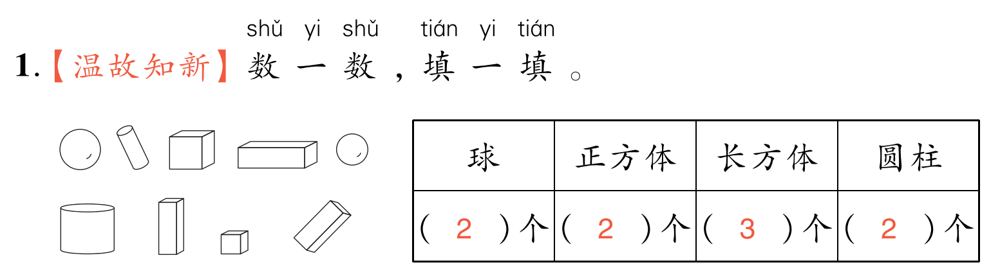 shǔ yi shǔ tián yi tián
1.【温故知新】数一数,填一填。
球 正方体 长方体 圆柱
( 2 )个 ( 2 )个 ( 3 )个 ( 2 )个